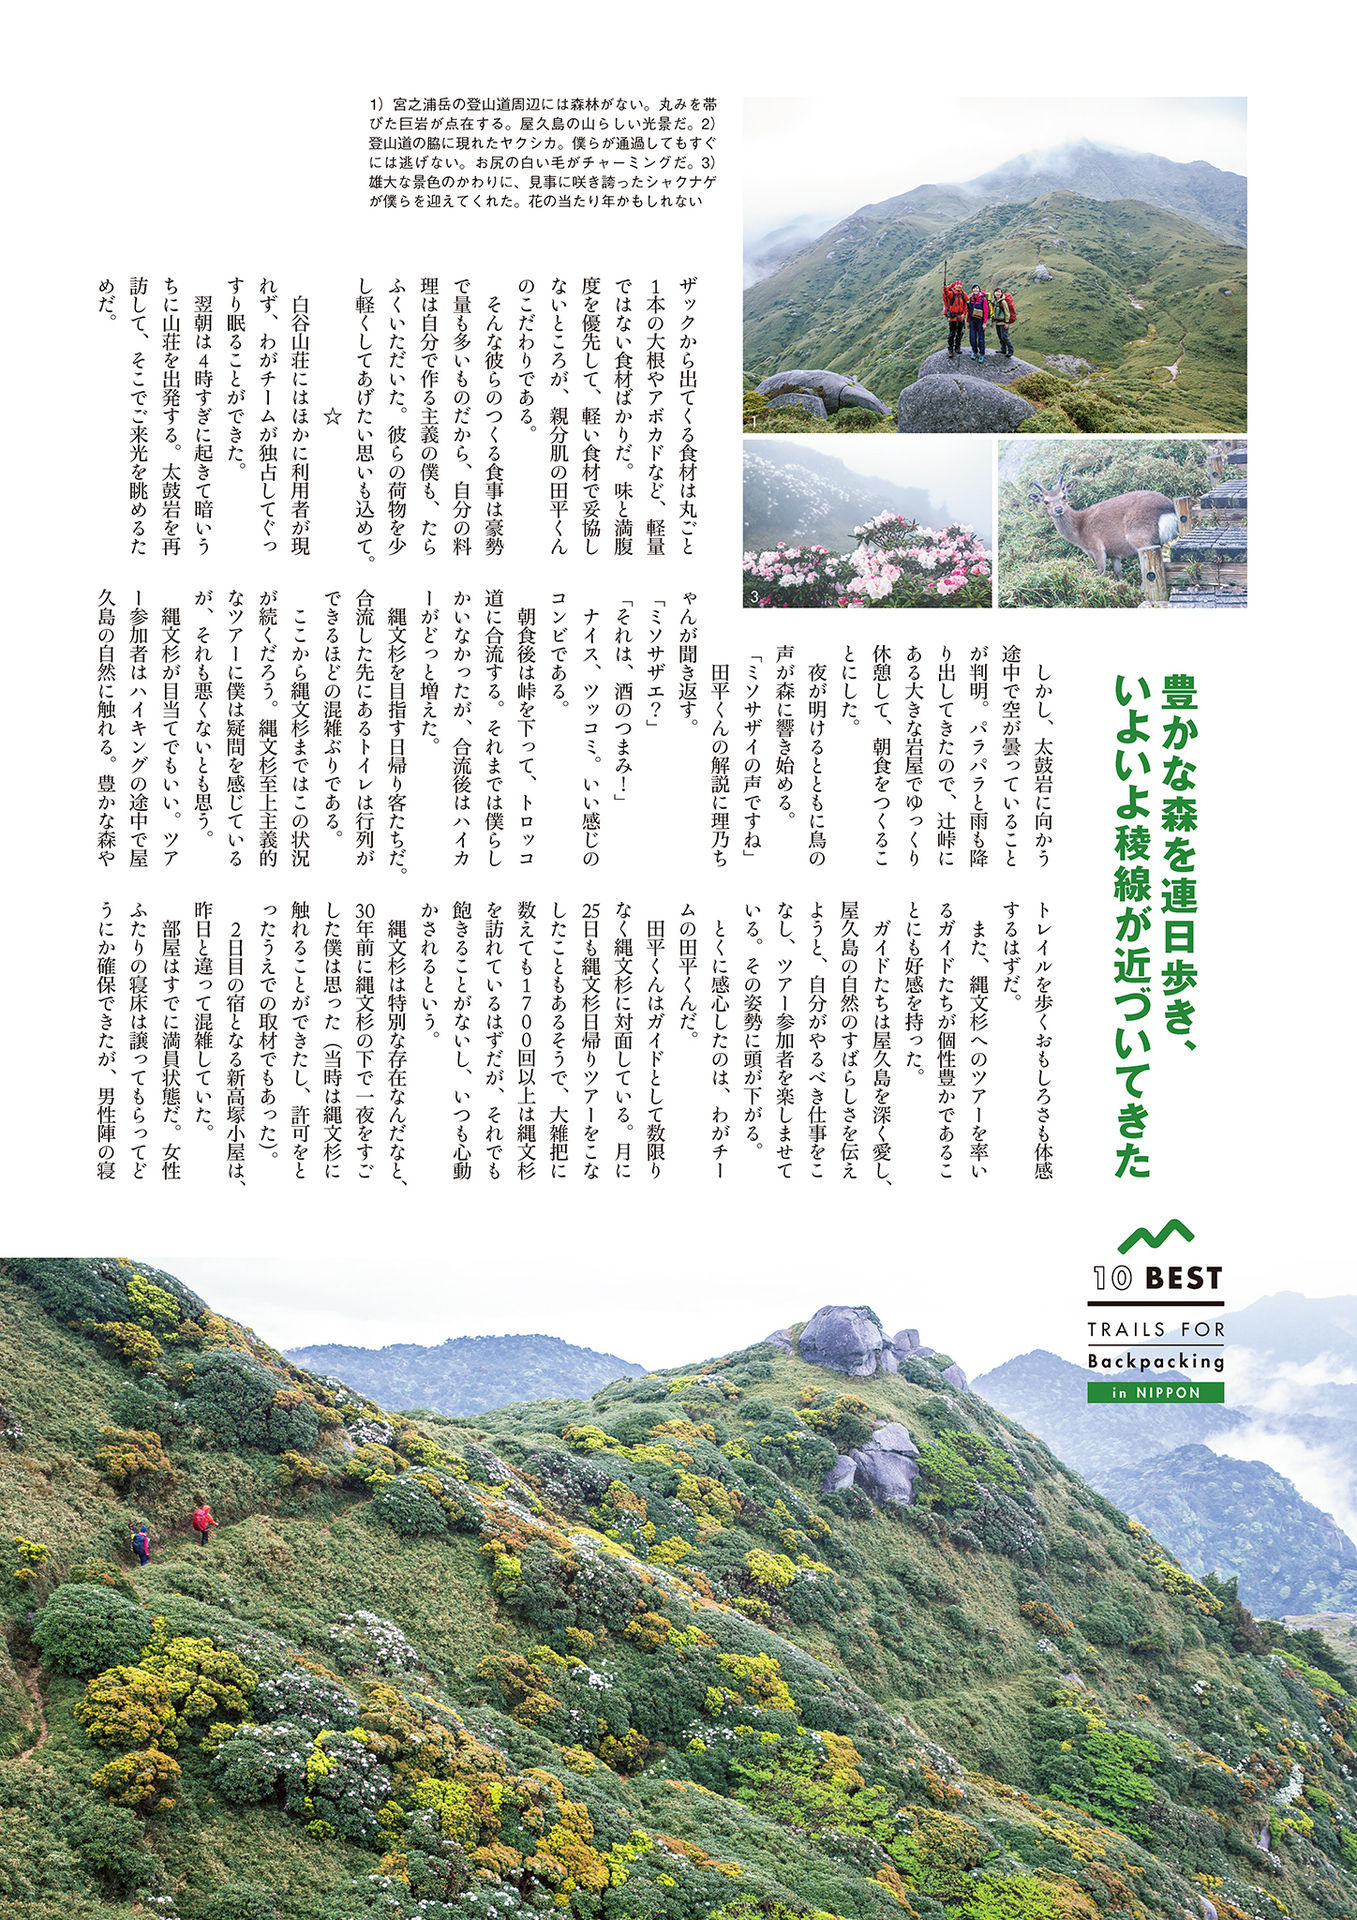 1）宮之浦岳の登山道周辺には森林がない。丸みを帯
びた巨岩が点在する。屋久島の山らしい光景だ。2）
登山道の脇に現れたヤクシカ。僕らが通過してもすぐ
には逃げない。お尻の白い毛がチャーミングだ。3）
雄大な景色のかわりに、見事に咲き誇ったシャクナゲ
が僕らを迎えてくれた。花の当たり年かもしれない
1
3
豊かな森を連日歩き、
いよいよ稜線が近づいてきた
ザックから出てくる食材は丸ごと
1本の大根やアボカドなど、軽量
ではない食材ばかりだ。味と満腹
度を優先して、軽い食材で妥協し
ないところが、親分肌の田平くん
のこだわりである。
そんな彼らのつくる食事は豪勢
で量も多いものだから、自分の料
理は自分で作る主義の僕も、たら
ふくいただいた。彼らの荷物を少
し軽くしてあげたい思いも込めて。
☆
白谷山荘にはほかに利用者が現
れず、わがチームが独占してぐっ
すり眠ることができた。
翌朝は4時すぎに起きて暗いう
ちに山荘を出発する。太鼓岩を再
訪して、そこでご来光を眺めるた
めだ。
しかし、太鼓岩に向かう
途中で空が曇っていること
が判明。パラパラと雨も降
り出してきたので、辻峠に
ある大きな岩屋でゆっくり
休憩して、朝食をつくるこ
とにした。
夜が明けるとともに鳥の
声が森に響き始める。
「ミソサザイの声ですね」
田平くんの解説に理乃ち
ゃんが聞き返す。
「ミソサザエ？」
「それは、酒のつまみ！」
ナイス、ツッコミ。いい感じの
コンビである。
朝食後は峠を下って、トロッコ
道に合流する。それまでは僕らし
かいなかったが、合流後はハイカ
ーがどっと増えた。
縄文杉を目指す日帰り客たちだ。
合流した先にあるトイレは行列が
できるほどの混雑ぶりである。
ここから縄文杉まではこの状況
が続くだろう。縄文杉至上主義的
なツアーに僕は疑問を感じている
が、それも悪くないとも思う。
縄文杉が目当てでもいい。ツア
ー参加者はハイキングの途中で屋
久島の自然に触れる。豊かな森や
トレイルを歩くおもしろさも体感
するはずだ。
また、縄文杉へのツアーを率い
るガイドたちが個性豊かであるこ
とにも好感を持った。
ガイドたちは屋久島を深く愛し、
屋久島の自然のすばらしさを伝え
ようと、自分がやるべき仕事をこ
なし、ツアー参加者を楽しませて
いる。その姿勢に頭が下がる。
とくに感心したのは、わがチー
ムの田平くんだ。
田平くんはガイドとして数限り
なく縄文杉に対面している。月に
25日も縄文杉日帰りツアーをこな
したこともあるそうで、大雑把に
数えても1700回以上は縄文杉
を訪れているはずだが、それでも
飽きることがないし、いつも心動
かされるという。
縄文杉は特別な存在なんだなと、
30年前に縄文杉の下で一夜をすご
した僕は思った（当時は縄文杉に
触れることができたし、許可をと
ったうえでの取材でもあった）。
2日目の宿となる新高塚小屋は、
昨日と違って混雑していた。
部屋はすでに満員状態だ。女性
ふたりの寝床は譲ってもらってど
うにか確保できたが、男性陣の寝
10 BEST
TRAILS FOR
Backpacking
in NIPPON